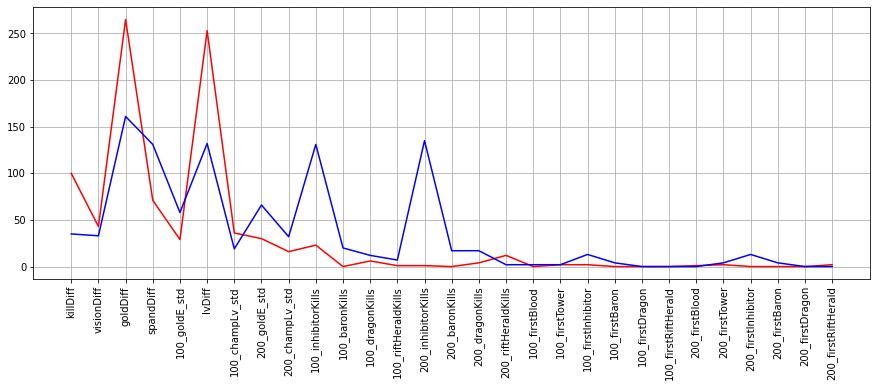 250
200
150
100
50
0
killDiff
visionDiff
goldDiff
spandDiff
100_goldE_std
lvDiff
100_champLv_std
200_goldE_std
200_champLv_std
100_inhibitorKills
100_baronKills
100_dragonKills
100_riftHeraldKills
200_inhibitorKills
200_baronKills
200_dragonKills
200_riftHeraldKills
100_firstBlood
100_firstTower
100_firstInhibitor
100_firstBaron
100_firstDragon
100_firstRiftHerald
200_firstBlood
200_firstTower
200_firstInhibitor
200_firstBaron
200_firstDragon
200_firstRiftHerald